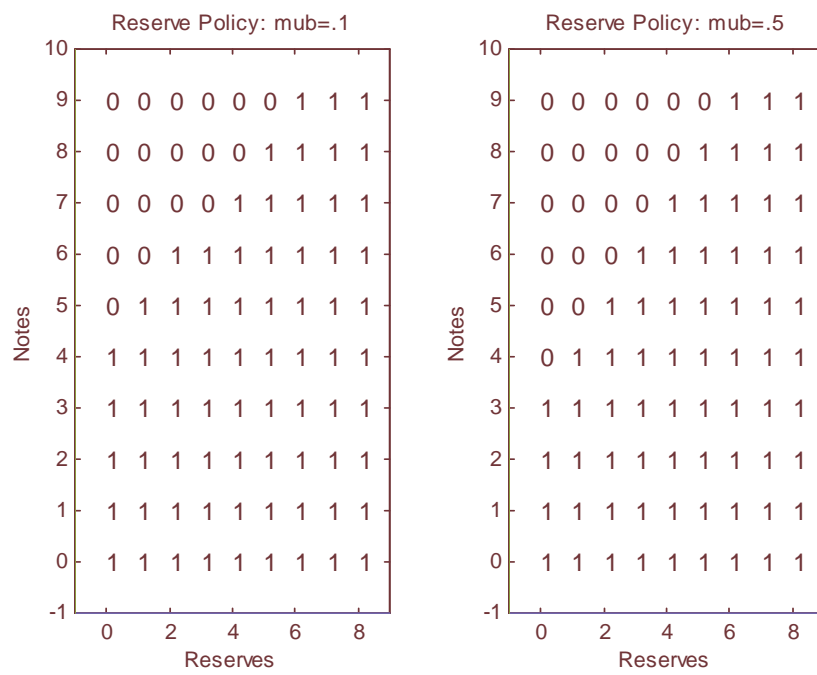 Reserve Policy: mub=.1
10
9 0 0 0 0 0 0 1 1 1
8 0 0 0 0 0 1 1 1 1
7 0 0 0 0 1 1 1 1 1
6 0 0 1 1 1 1 1 1 1
5 0 1 1 1 1 1 1 1 1
4 1 1 1 1 1 1 1 1 1
3 1 1 1 1 1 1 1 1 1
2 1 1 1 1 1 1 1 1 1
1 1 1 1 1 1 1 1 1 1
0 1 1 1 1 1 1 1 1 1
-1
0 2 4 6 8
Notes
Reserves
Reserve Policy: mub=.5
10
9 0 0 0 0 0 0 1 1 1
8 0 0 0 0 0 1 1 1 1
7 0 0 0 0 1 1 1 1 1
6 0 0 0 1 1 1 1 1 1
5 0 0 1 1 1 1 1 1 1
4 0 1 1 1 1 1 1 1 1
3 1 1 1 1 1 1 1 1 1
2 1 1 1 1 1 1 1 1 1
1 1 1 1 1 1 1 1 1 1
0 1 1 1 1 1 1 1 1 1
-1
0 2 4 6 8
Notes
Reserves